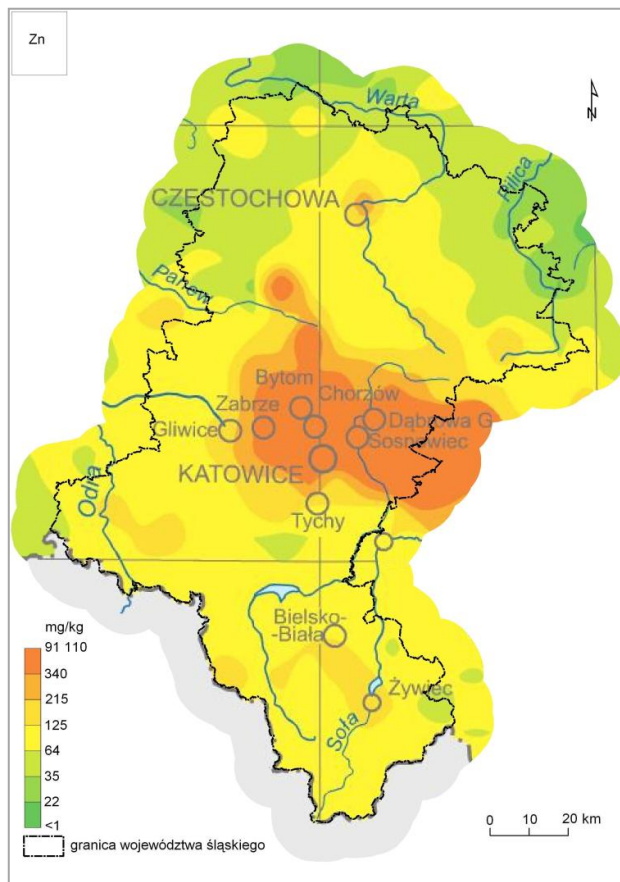 Zn
Warta
N
Pilica
CZĘSTOCHOWA
Panew
Bytom
Chorzów
Zabrze
Dąbrowa G
Gliwice
Sosnowiec
KATOWICE
Odra
Tychy
Bielsko-
-Biała
mg/kg
91 110
340
215
125
64
35
22
<1
Żywiec
Soła
granica województwa śląskiego
0 10 20 km